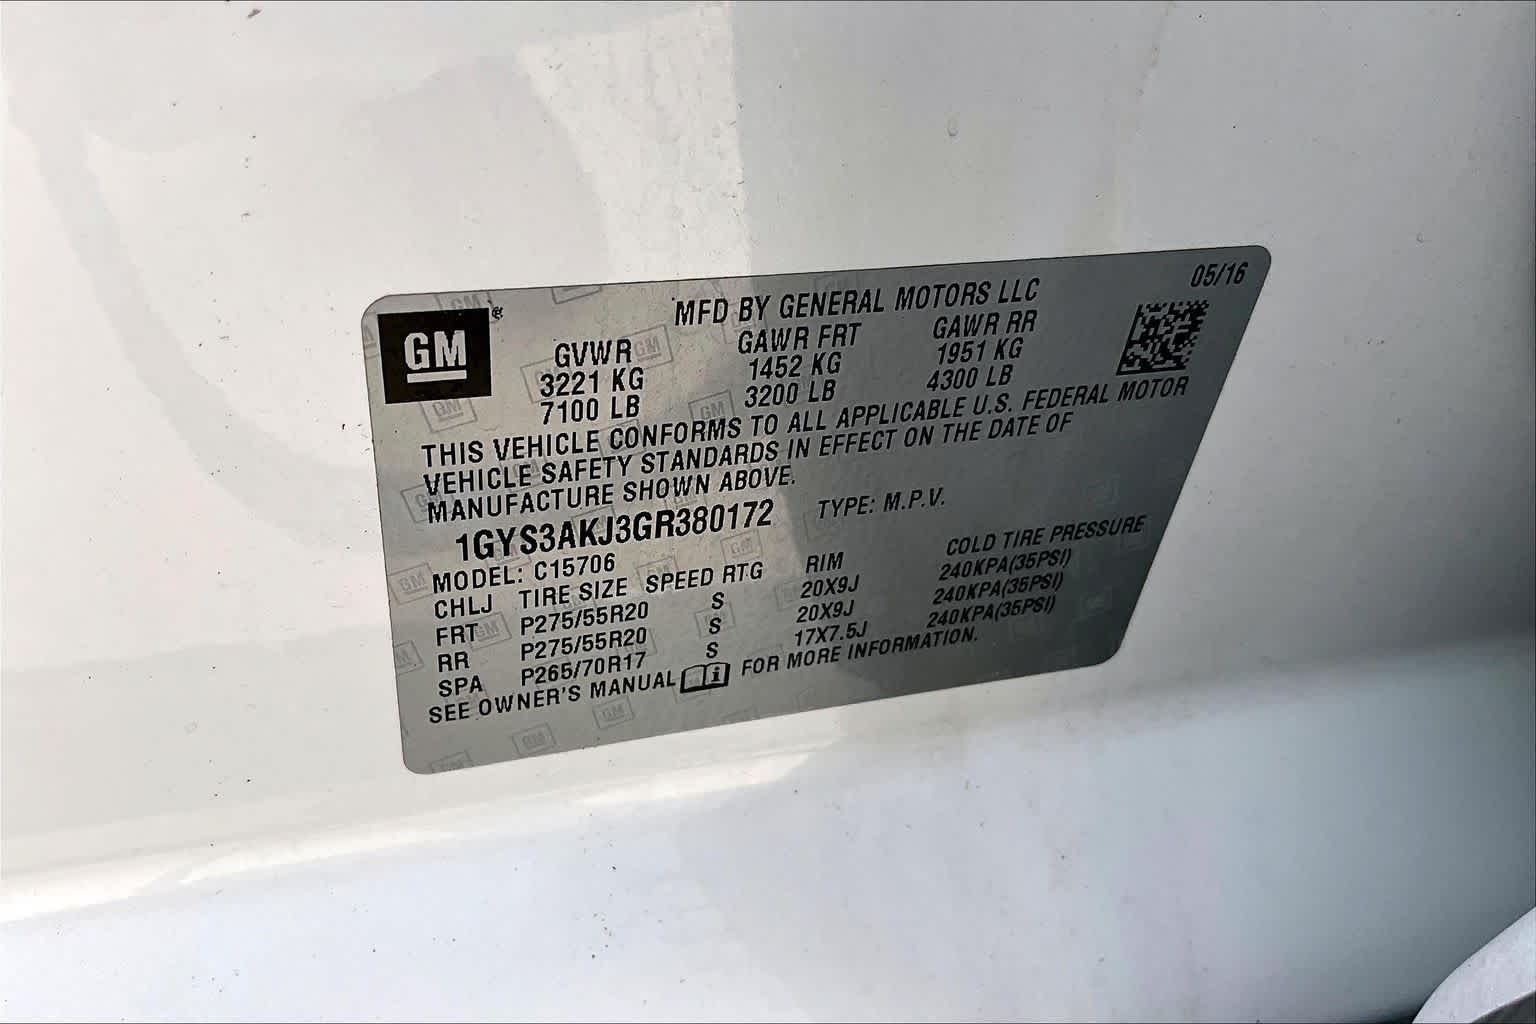 GM®
05/16
MFD BY GENERAL MOTORS LLC
GVWR GAWR FRT GAWR RR
3221 KG 1452 KG 1951 KG
7100 LB 3200 LB 4300 LB
THIS VEHICLE CONFORMS TO ALL APPLICABLE U.S. FEDERAL MOTOR
VEHICLE SAFETY STANDARDS IN EFFECT ON THE DATE OF
MANUFACTURE SHOWN ABOVE.
1GYS3AKJ3GR380172 TYPE: M.P.V.
MODEL: C15706
CHLJ TIRE SIZE SPEED RTG RIM COLD TIRE PRESSURE
FRT P275/55R20 S 20X9J 240KPA(35PSI)
RR P275/55R20 S 20X9J 240KPA(35PSI)
SPA P265/70R17 S 17X7.5J 240KPA(35PSI)
SEE OWNER'S MANUAL i FOR MORE INFORMATION.